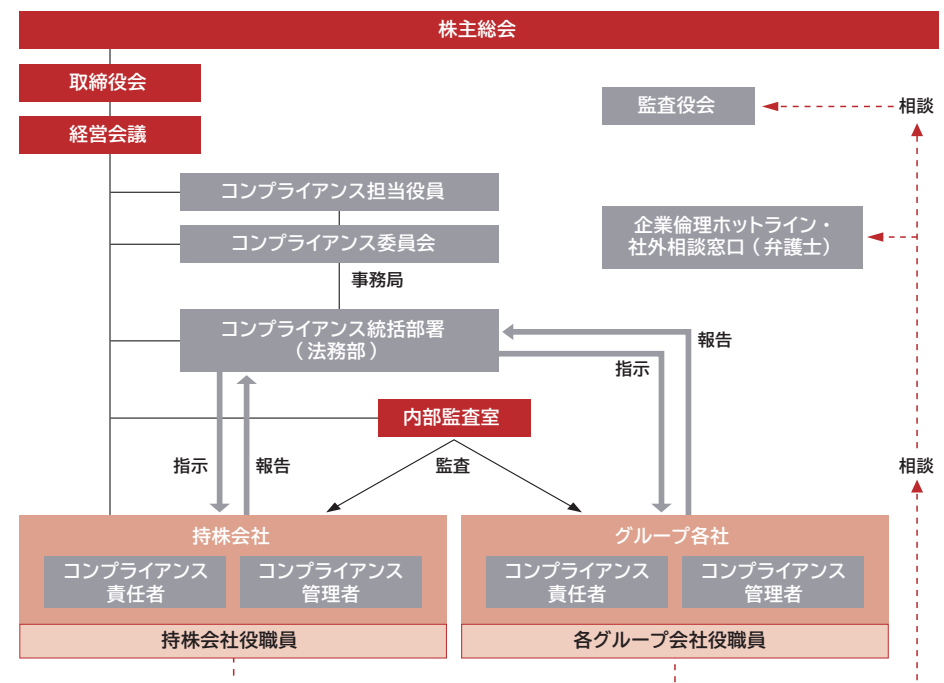 株主総会
取締役会
経営会議
監査役会
相談
コンプライアンス担当役員
コンプライアンス委員会
事務局
企業倫理ホットライン・
社外相談窓口（弁護士）
コンプライアンス統括部署
（法務部）
報告
指示
内部監査室
指示
報告
監査
相談
持株会社
コンプライアンス
責任者
コンプライアンス
管理者
持株会社役職員
グループ各社
コンプライアンス
責任者
コンプライアンス
管理者
各グループ会社役職員